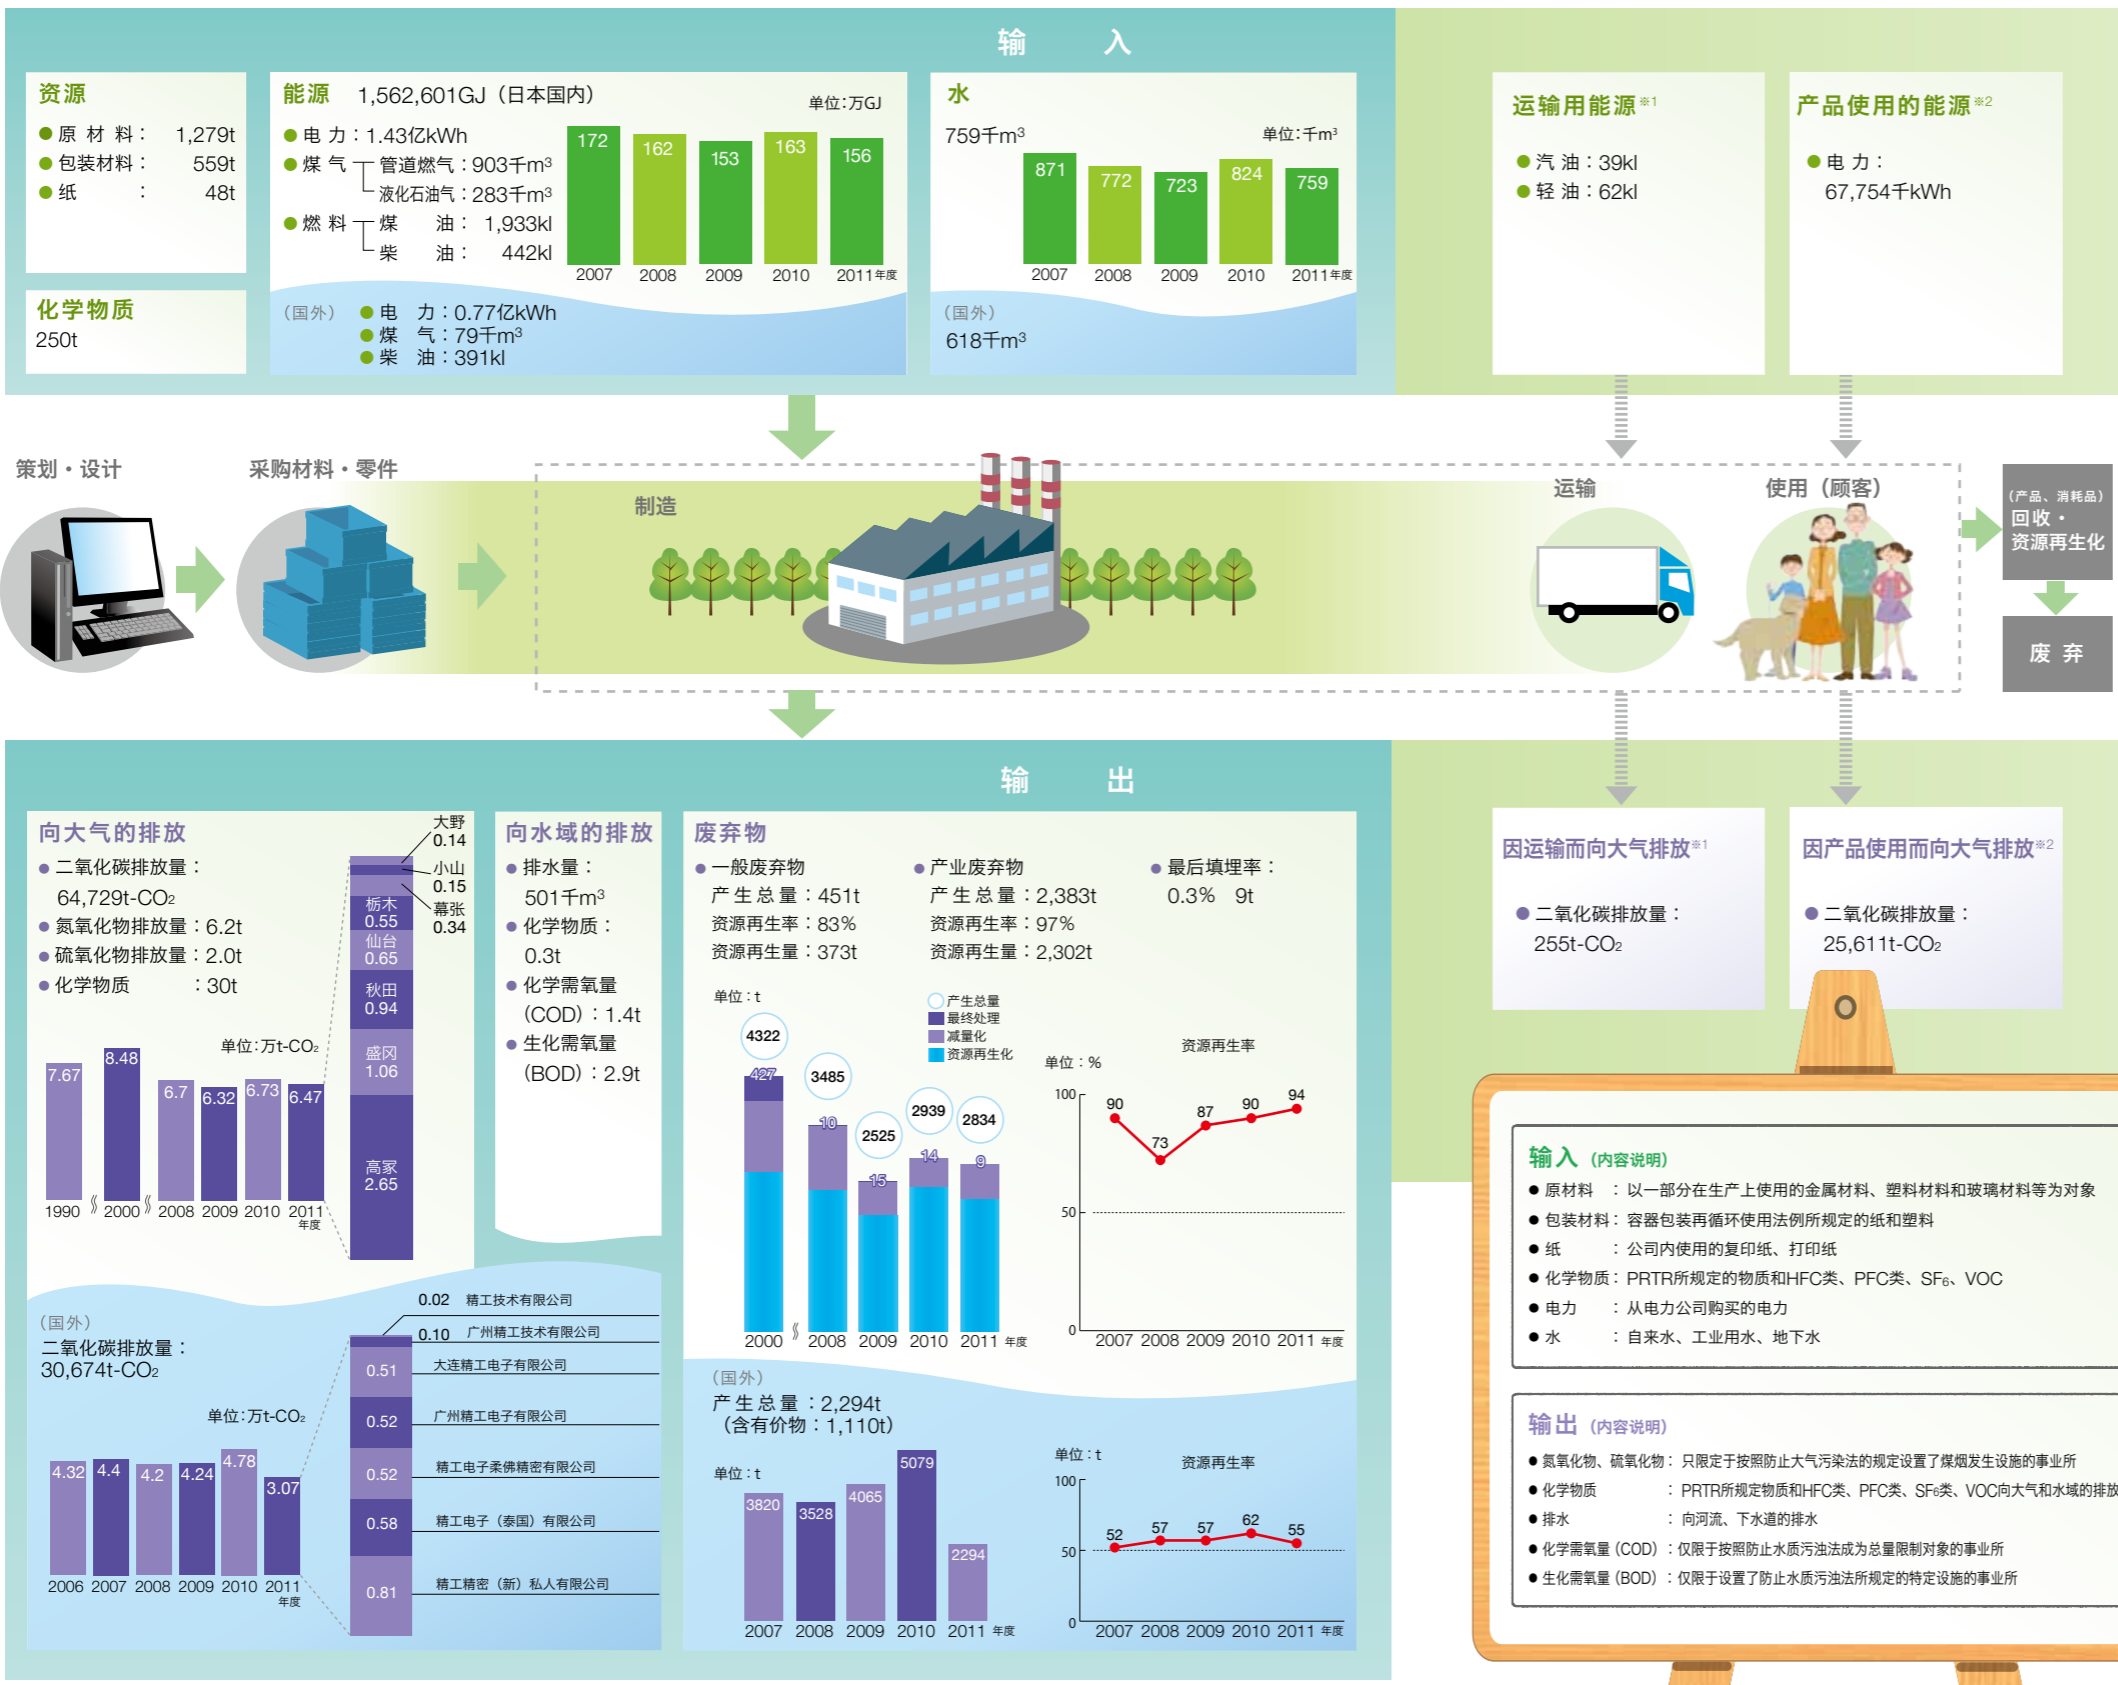 输 入
资源
● 原 材 料： 1,279t
● 包装材料： 559t
● 纸 ： 48t
化学物质
250t
能源 1,562,601GJ（日本国内）
单位：万GJ
● 电 力：1.43亿kWh
● 煤 气 管道燃气：903千m³
液化石油气：283千m³
● 燃 料 煤 油： 1,933kl
柴 油： 442kl
172 162 153 163 156
2007 2008 2009 2010 2011年度
（国外） ● 电 力：0.77亿kWh
● 煤 气：79千m³
● 柴 油：391kl
水
759千m³
单位：千m³
871 772 723 824 759
2007 2008 2009 2010 2011年度
（国外）
618千m³
运输用能源※1
● 汽 油：39kl
● 轻 油：62kl
产品使用的能源※2
● 电 力：
67,754千kWh
策划・设计
采购材料・零件
制造
运输
使用（顾客）
（产品、消耗品）
回收・
资源再生化
废 弃
输 出
向大气的排放
● 二氧化碳排放量：
64,729t-CO₂
● 氮氧化物排放量：6.2t
● 硫氧化物排放量：2.0t
● 化学物质 ：30t
单位：万t-CO₂
7.67 8.48 6.7 6.32 6.73 6.47
1990 2000 2008 2009 2010 2011
年度
大野
0.14
小山
0.15
幕张
0.34
栃木
0.55
仙台
0.65
秋田
0.94
盛冈
1.06
高冢
2.65
（国外）
二氧化碳排放量：
30,674t-CO₂
单位：万t-CO₂
4.32 4.4 4.2 4.24 4.78 3.07
2006 2007 2008 2009 2010 2011
年度
0.02 精工技术有限公司
0.10 广州精工技术有限公司
0.51 大连精工电子有限公司
0.52 广州精工电子有限公司
0.52 精工电子柔佛精密有限公司
0.58 精工电子（泰国）有限公司
0.81 精工精密（新）私人有限公司
向水域的排放
● 排水量：
501千m³
● 化学物质：
0.3t
● 化学需氧量
（COD）：1.4t
● 生化需氧量
（BOD）：2.9t
废弃物
● 一般废弃物
产 生 总 量：451t
资源再生率：83%
资源再生量：373t
● 产业废弃物
产 生 总 量：2,383t
资源再生率：97%
资源再生量：2,302t
● 最后填埋率：
0.3% 9t
单位：t
产生总量
最终处理
减量化
资源再生化
4322 3485 2525 2939 2834
427 10 15 14 9
2000 2008 2009 2010 2011 年度
资源再生率
单位：%
100
50
0
90 73 87 90 94
2007 2008 2009 2010 2011 年度
（国外）
产 生 总 量：2,294t
（含有价物：1,110t）
单位：t
3820 3528 4065 5079 2294
2007 2008 2009 2010 2011 年度
单位：t
资源再生率
100
50
0
52 57 57 62 55
2007 2008 2009 2010 2011 年度
因运输而向大气排放※1
● 二氧化碳排放量：
255t-CO₂
因产品使用而向大气排放※2
● 二氧化碳排放量：
25,611t-CO₂
输入（内容说明）
● 原材料 ：以一部分在生产上使用的金属材料、塑料材料和玻璃材料等为对象
● 包装材料：容器包装再循环使用法例所规定的纸和塑料
● 纸 ：公司内使用的复印纸、打印纸
● 化学物质：PRTR所规定的物质和HFC类、PFC类、SF₆、VOC
● 电力 ：从电力公司购买的电力
● 水 ：自来水、工业用水、地下水
输出（内容说明）
● 氮氧化物、硫氧化物：只限定于按照防止大气污染法的规定设置了煤烟发生设施的事业所
● 化学物质 ：PRTR所规定物质和HFC类、PFC类、SF₆类、VOC向大气和水域的排放
● 排水 ：向河流、下水道的排水
● 化学需氧量（COD）：仅限于按照防止水质污浊法成为总量限制对象的事业所
● 生化需氧量（BOD）：仅限于设置了防止水质污浊法所规定的特定设施的事业所